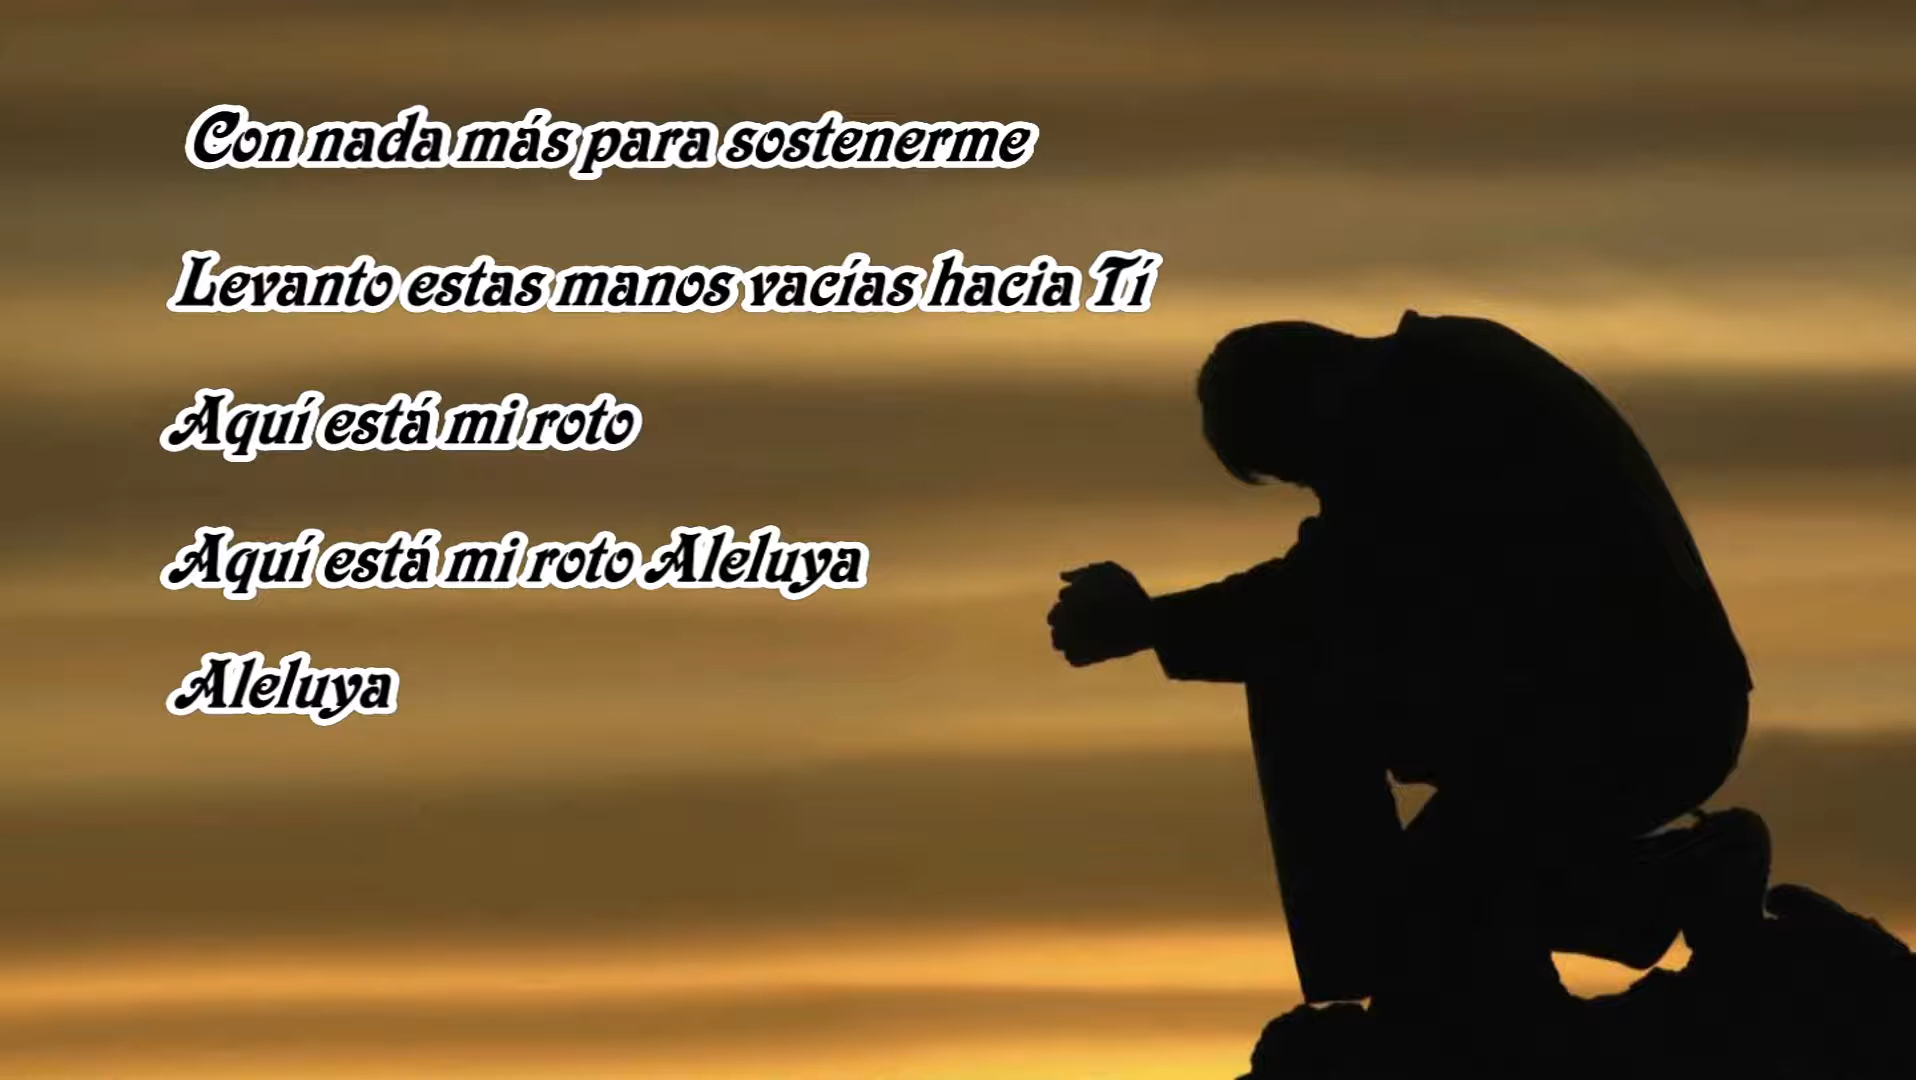 Con nada más para sostenerme
Levanto estas manos vacías hacia Tí
Aquí está mi roto
Aquí está mi roto Aleluya
Aleluya